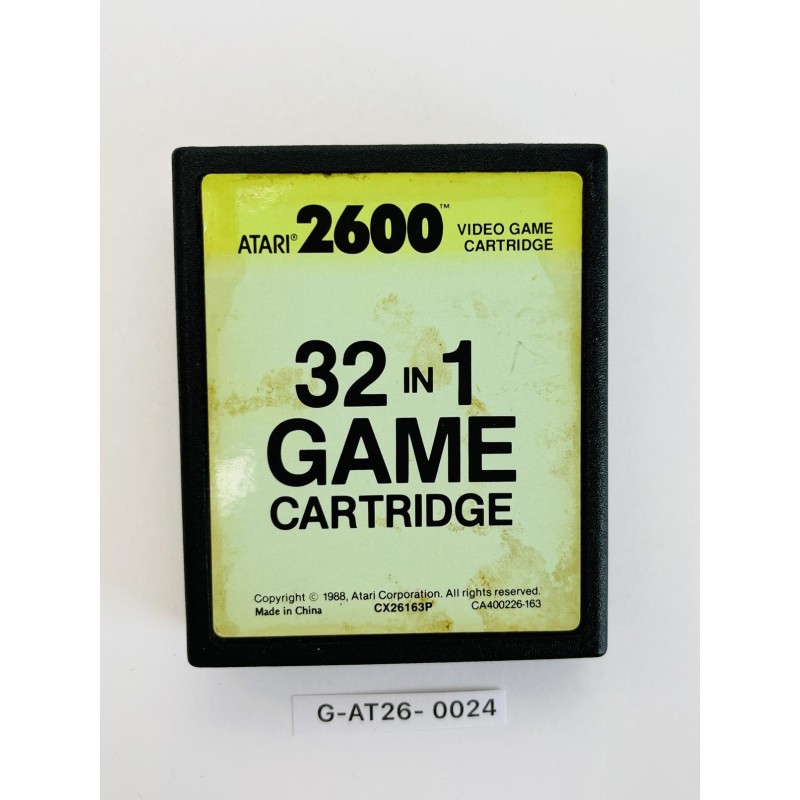 ATARI® 2600™ VIDEO GAME
CARTRIDGE
32 IN 1
GAME
CARTRIDGE
Copyright © 1988, Atari Corporation. All rights reserved.
Made in China CX26163P CA400226-163
G-AT26- 0024